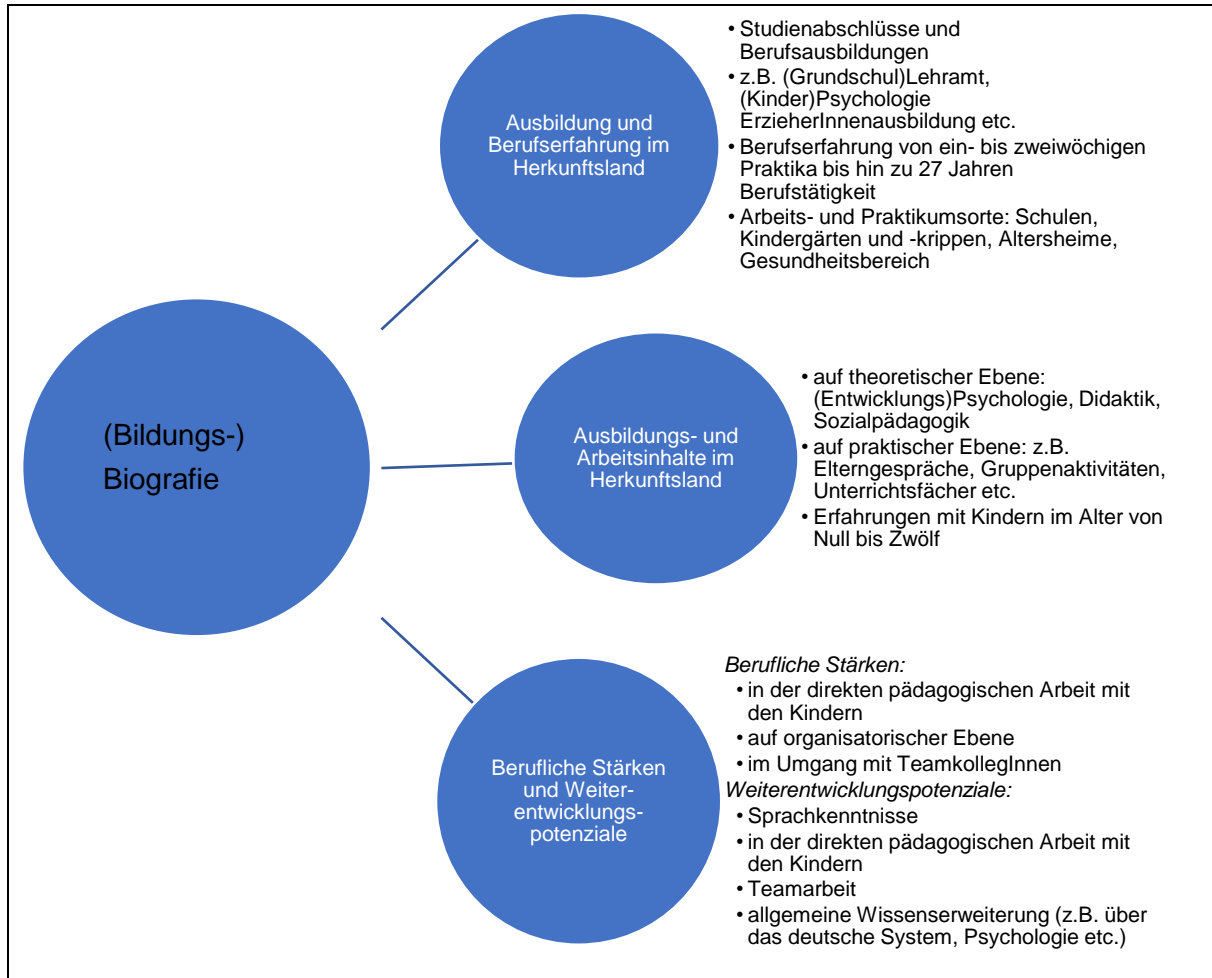 Ausbildung und
Berufserfahrung im
Herkunftsland
• Studienabschlüsse und
Berufsausbildungen
• z.B. (Grundschul)Lehramt,
(Kinder)Psychologie
ErzieherInnenausbildung etc.
• Berufserfahrung von ein- bis zweiwöchigen
Praktika bis hin zu 27 Jahren
Berufstätigkeit
• Arbeits- und Praktikumsorte: Schulen,
Kindergärten und -krippen, Altersheime,
Gesundheitsbereich
(Bildungs-)
Biografie
Ausbildungs- und
Arbeitsinhalte im
Herkunftsland
• auf theoretischer Ebene:
(Entwicklungs)Psychologie, Didaktik,
Sozialpädagogik
• auf praktischer Ebene: z.B.
Elterngespräche, Gruppenaktivitäten,
Unterrichtsfächer etc.
• Erfahrungen mit Kindern im Alter von
Null bis Zwölf
Berufliche Stärken
und Weiter-
entwicklungs-
potenziale
Berufliche Stärken:
• in der direkten pädagogischen Arbeit mit
den Kindern
• auf organisatorischer Ebene
• im Umgang mit TeamkollegInnen
Weiterentwicklungspotenziale:
• Sprachkenntnisse
• in der direkten pädagogischen Arbeit mit
den Kindern
• Teamarbeit
• allgemeine Wissenserweiterung (z.B. über
das deutsche System, Psychologie etc.)